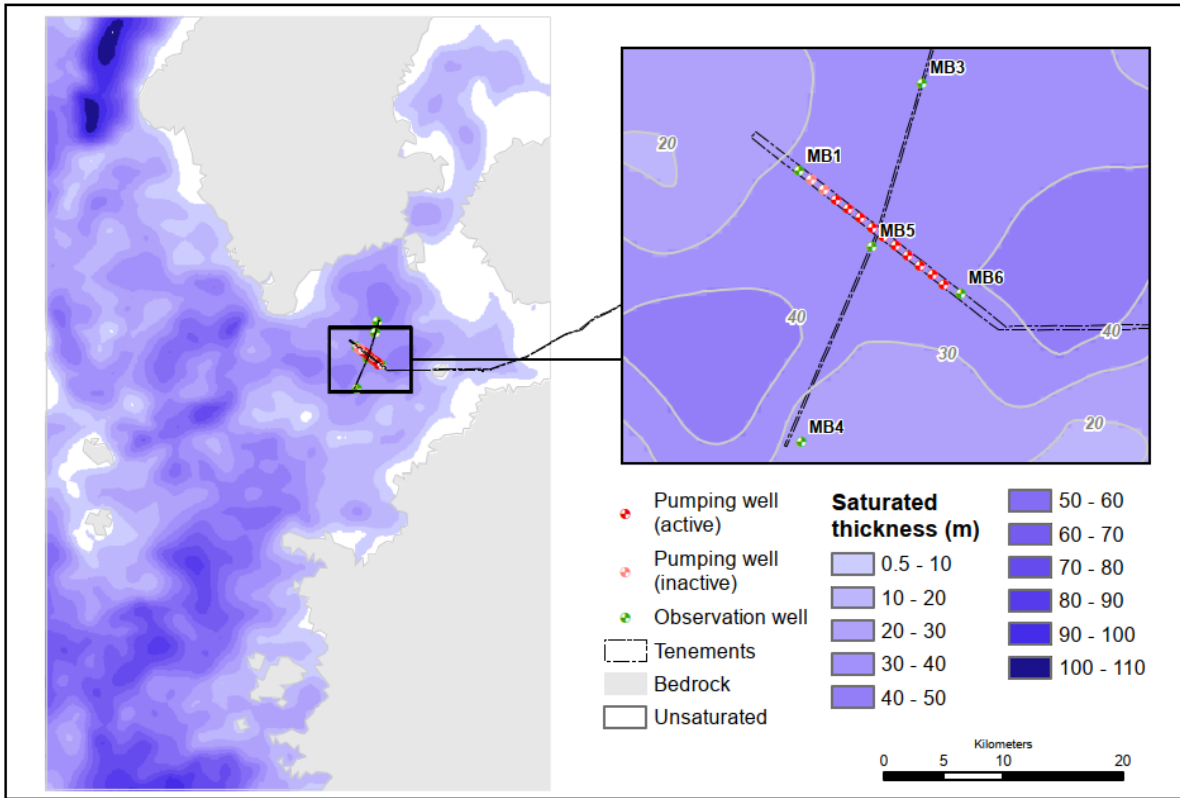 MB3
20
MB1
MB5
MB6
40
40
30
MB4
20
Pumping well
(active)
Pumping well
(inactive)
Observation well
Tenements
Bedrock
Unsaturated
Saturated
thickness (m)
0.5 - 10
10 - 20
20 - 30
30 - 40
40 - 50
50 - 60
60 - 70
70 - 80
80 - 90
90 - 100
100 - 110
Kilometers
0 5 10 20